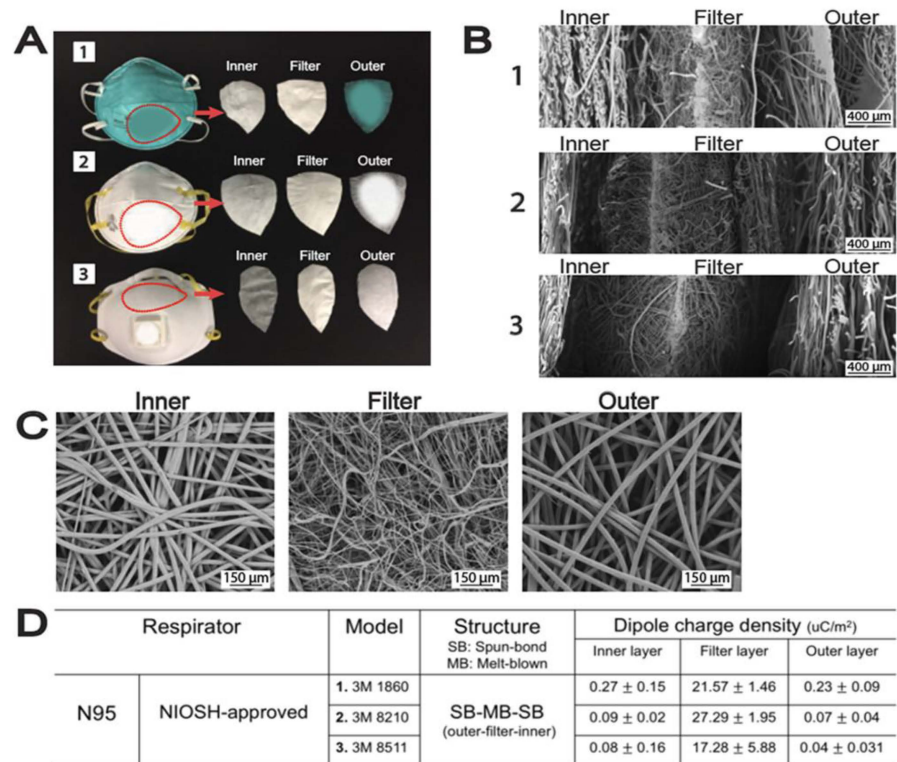 A
1
Inner Filter Outer
2
Inner Filter Outer
3
Inner Filter Outer
B
Inner Filter Outer
1
400 µm
Inner Filter Outer
2
400 µm
Inner Filter Outer
3
400 µm
C
Inner Filter Outer
150 µm 150 µm 150 µm
D
Respirator Model Structure Dipole charge density (uC/m²)
SB: Spun-bond
MB: Melt-blown
Inner layer Filter layer Outer layer
N95 NIOSH-approved SB-MB-SB
(outer-filter-inner)
1. 3M 1860 0.27 ± 0.15 21.57 ± 1.46 0.23 ± 0.09
2. 3M 8210 0.09 ± 0.02 27.29 ± 1.95 0.07 ± 0.04
3. 3M 8511 0.08 ± 0.16 17.28 ± 5.88 0.04 ± 0.031